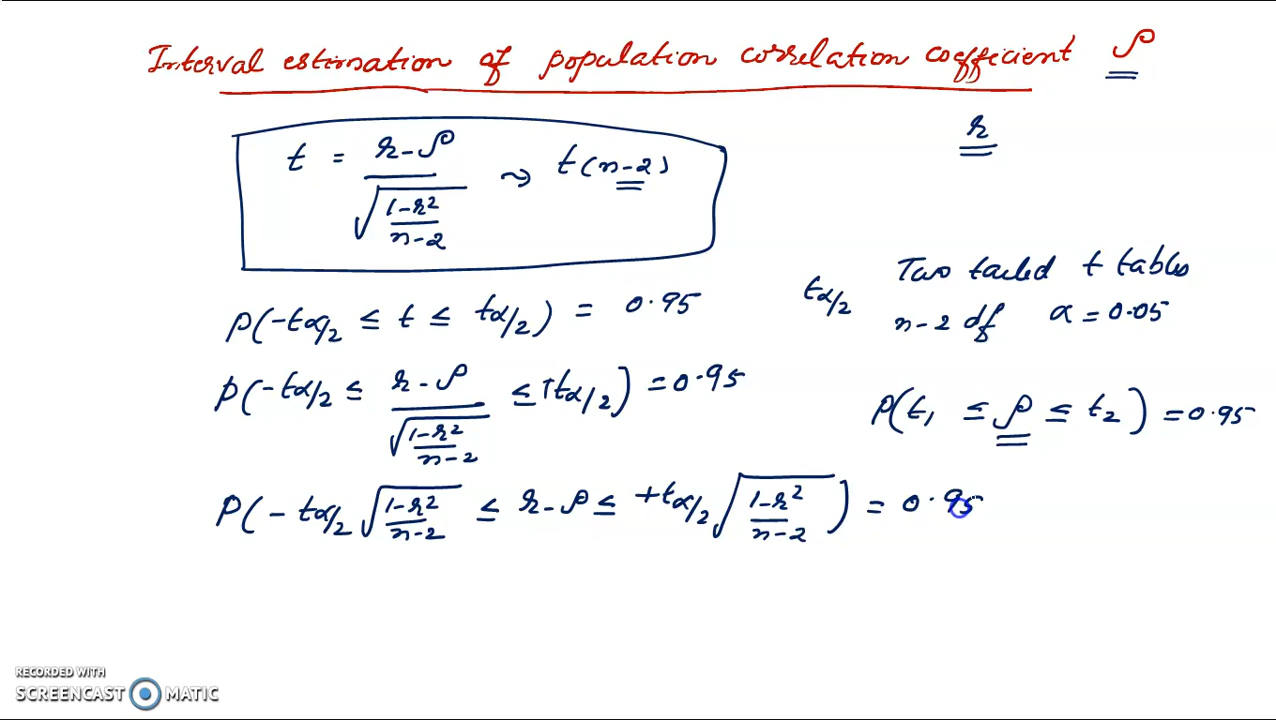 Interval estimation of population correlation coefficient ρ
r
t = r-ρ / √(1-r²/n-2) ~ t(n-2)
tα/2 Two tailed t tables
n-2 df α = 0.05
P(-tα/2 ≤ t ≤ tα/2) = 0.95
P(-tα/2 ≤ r-ρ / √(1-r²/n-2) ≤ +tα/2) = 0.95
P(t₁ ≤ ρ ≤ t₂) = 0.95
P(-tα/2 √(1-r²/n-2) ≤ r-ρ ≤ +tα/2 √(1-r²/n-2)) = 0.95
RECORDED WITH
SCREENCAST MATIC